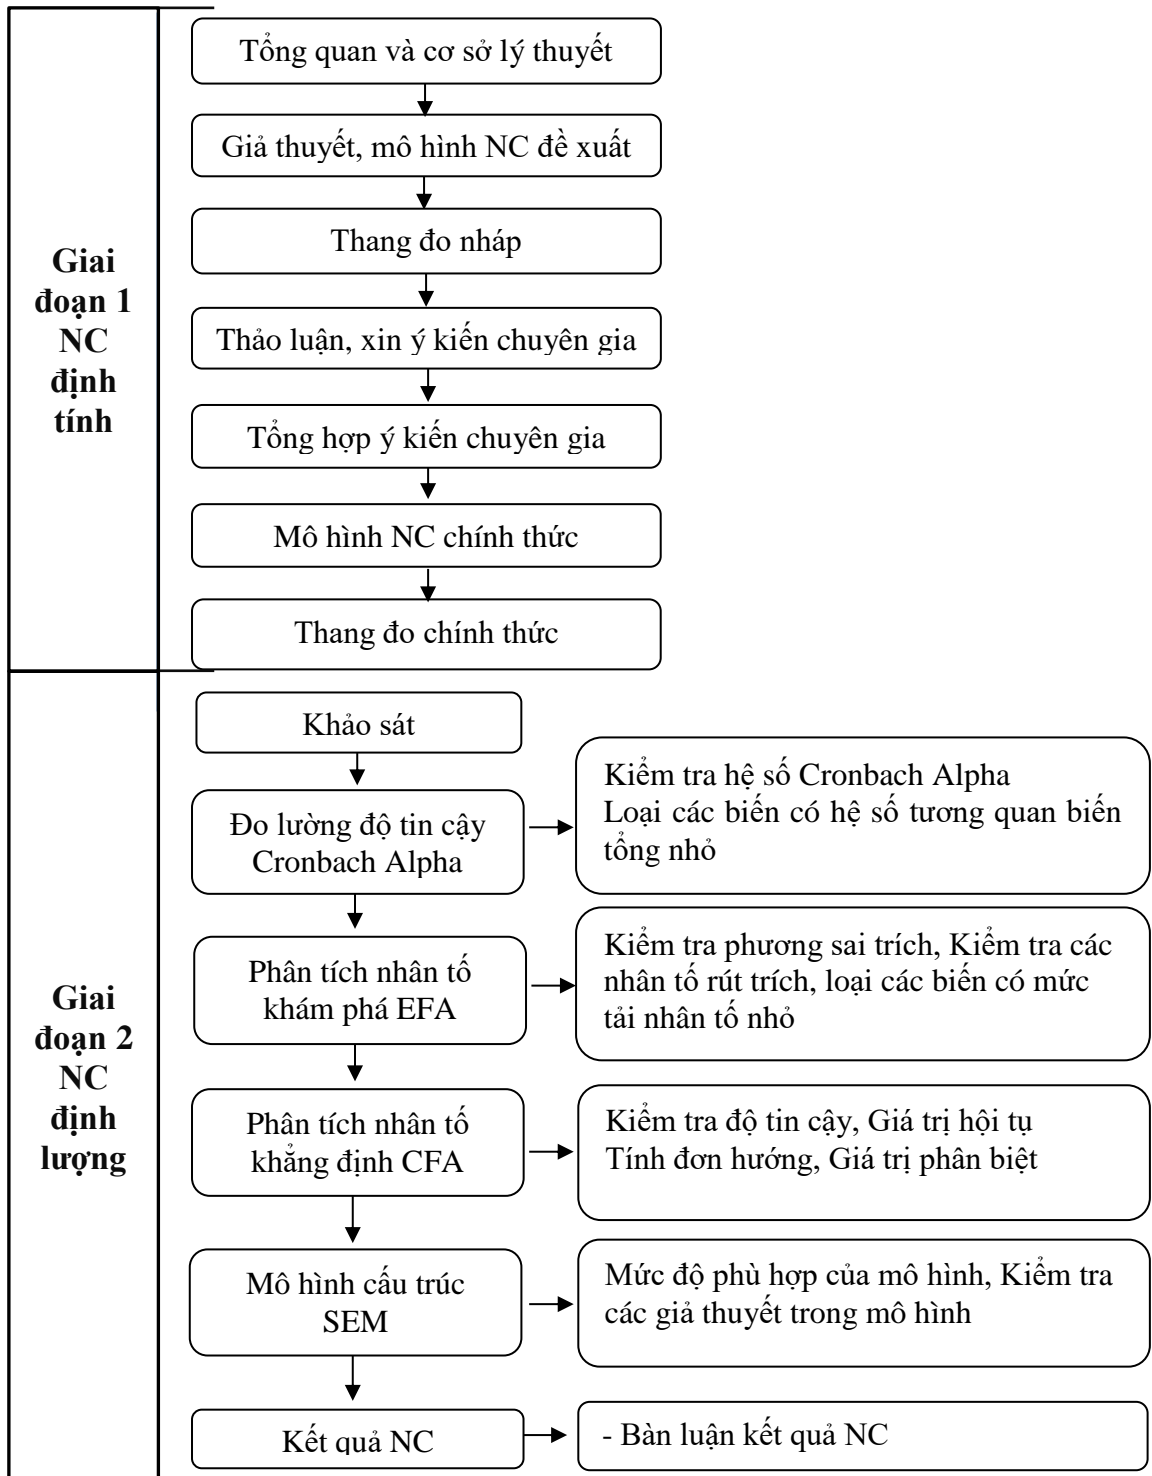 Giai
đoạn 1
NC
định
tính
Tổng quan và cơ sở lý thuyết
Giả thuyết, mô hình NC đề xuất
Thang đo nháp
Thảo luận, xin ý kiến chuyên gia
Tổng hợp ý kiến chuyên gia
Mô hình NC chính thức
Thang đo chính thức
Giai
đoạn 2
NC
định
lượng
Khảo sát
Đo lường độ tin cậy
Cronbach Alpha
Kiểm tra hệ số Cronbach Alpha
Loại các biến có hệ số tương quan biến
tổng nhỏ
Phân tích nhân tố
khám phá EFA
Kiểm tra phương sai trích, Kiểm tra các
nhân tố rút trích, loại các biến có mức
tải nhân tố nhỏ
Phân tích nhân tố
khẳng định CFA
Kiểm tra độ tin cậy, Giá trị hội tụ
Tính đơn hướng, Giá trị phân biệt
Mô hình cấu trúc
SEM
Mức độ phù hợp của mô hình, Kiểm tra
các giả thuyết trong mô hình
Kết quả NC
- Bàn luận kết quả NC